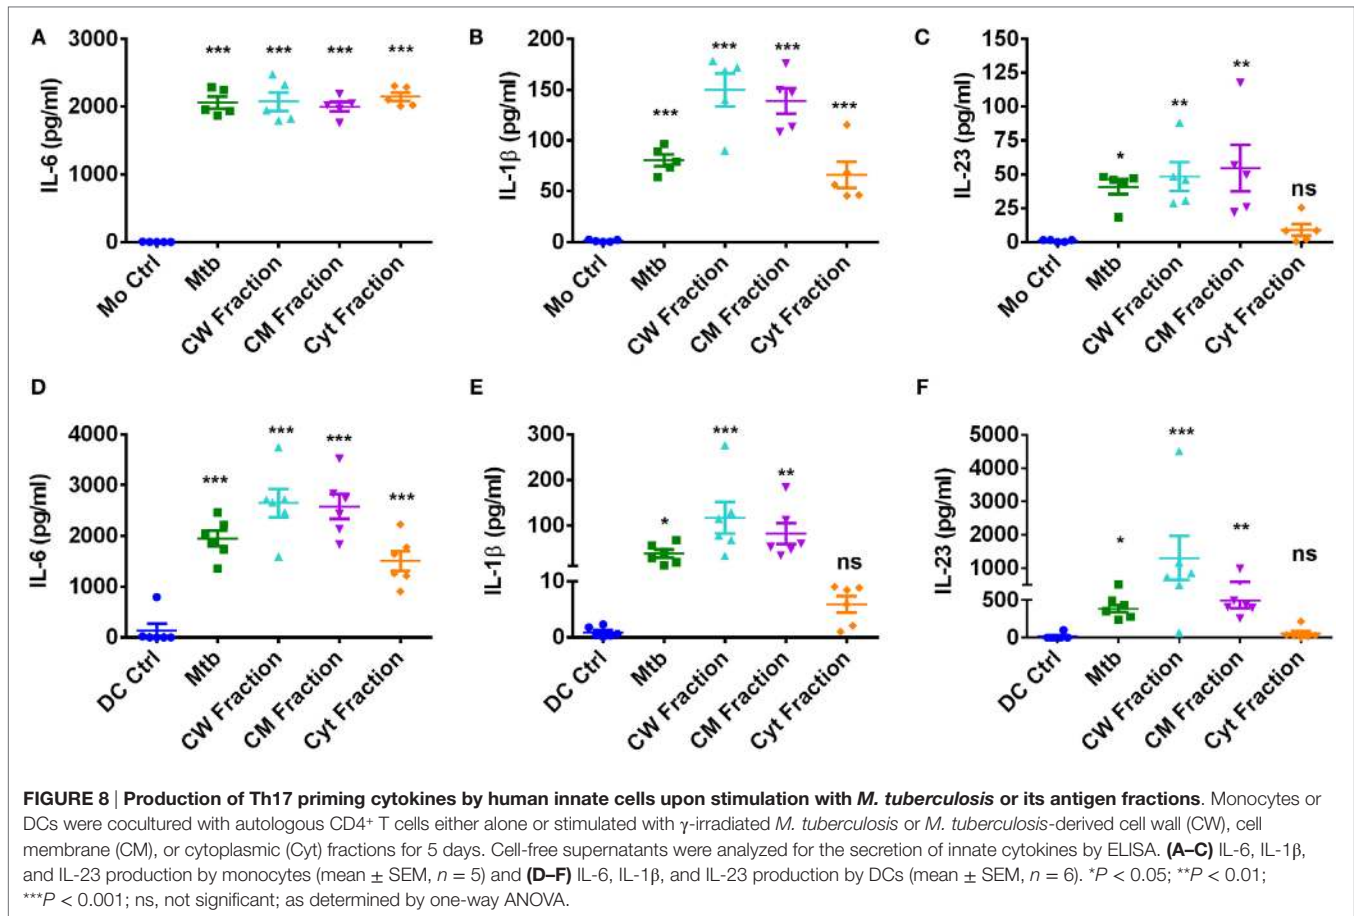 A
IL-6 (pg/ml)
3000
2000
1000
0
*** *** *** ***
Mo Ctrl
Mtb
CW Fraction
CM Fraction
Cyt Fraction
B
IL-1β (pg/ml)
200
150
100
50
0
*** *** *** ***
Mo Ctrl
Mtb
CW Fraction
CM Fraction
Cyt Fraction
C
IL-23 (pg/ml)
150
125
100
75
50
25
0
* ** ** ns
Mo Ctrl
Mtb
CW Fraction
CM Fraction
Cyt Fraction
D
IL-6 (pg/ml)
4000
3000
2000
1000
0
*** *** *** ***
DC Ctrl
Mtb
CW Fraction
CM Fraction
Cyt Fraction
E
IL-1β (pg/ml)
300
200
100
10
0
* *** ** ns
DC Ctrl
Mtb
CW Fraction
CM Fraction
Cyt Fraction
F
IL-23 (pg/ml)
5000
4000
3000
2000
1000
500
0
* *** ** ns
DC Ctrl
Mtb
CW Fraction
CM Fraction
Cyt Fraction
FIGURE 8 | Production of Th17 priming cytokines by human innate cells upon stimulation with M. tuberculosis or its antigen fractions. Monocytes or
DCs were cocultured with autologous CD4⁺ T cells either alone or stimulated with γ-irradiated M. tuberculosis or M. tuberculosis-derived cell wall (CW), cell
membrane (CM), or cytoplasmic (Cyt) fractions for 5 days. Cell-free supernatants were analyzed for the secretion of innate cytokines by ELISA. (A–C) IL-6, IL-1β,
and IL-23 production by monocytes (mean ± SEM, n = 5) and (D–F) IL-6, IL-1β, and IL-23 production by DCs (mean ± SEM, n = 6). *P < 0.05; **P < 0.01;
***P < 0.001; ns, not significant; as determined by one-way ANOVA.